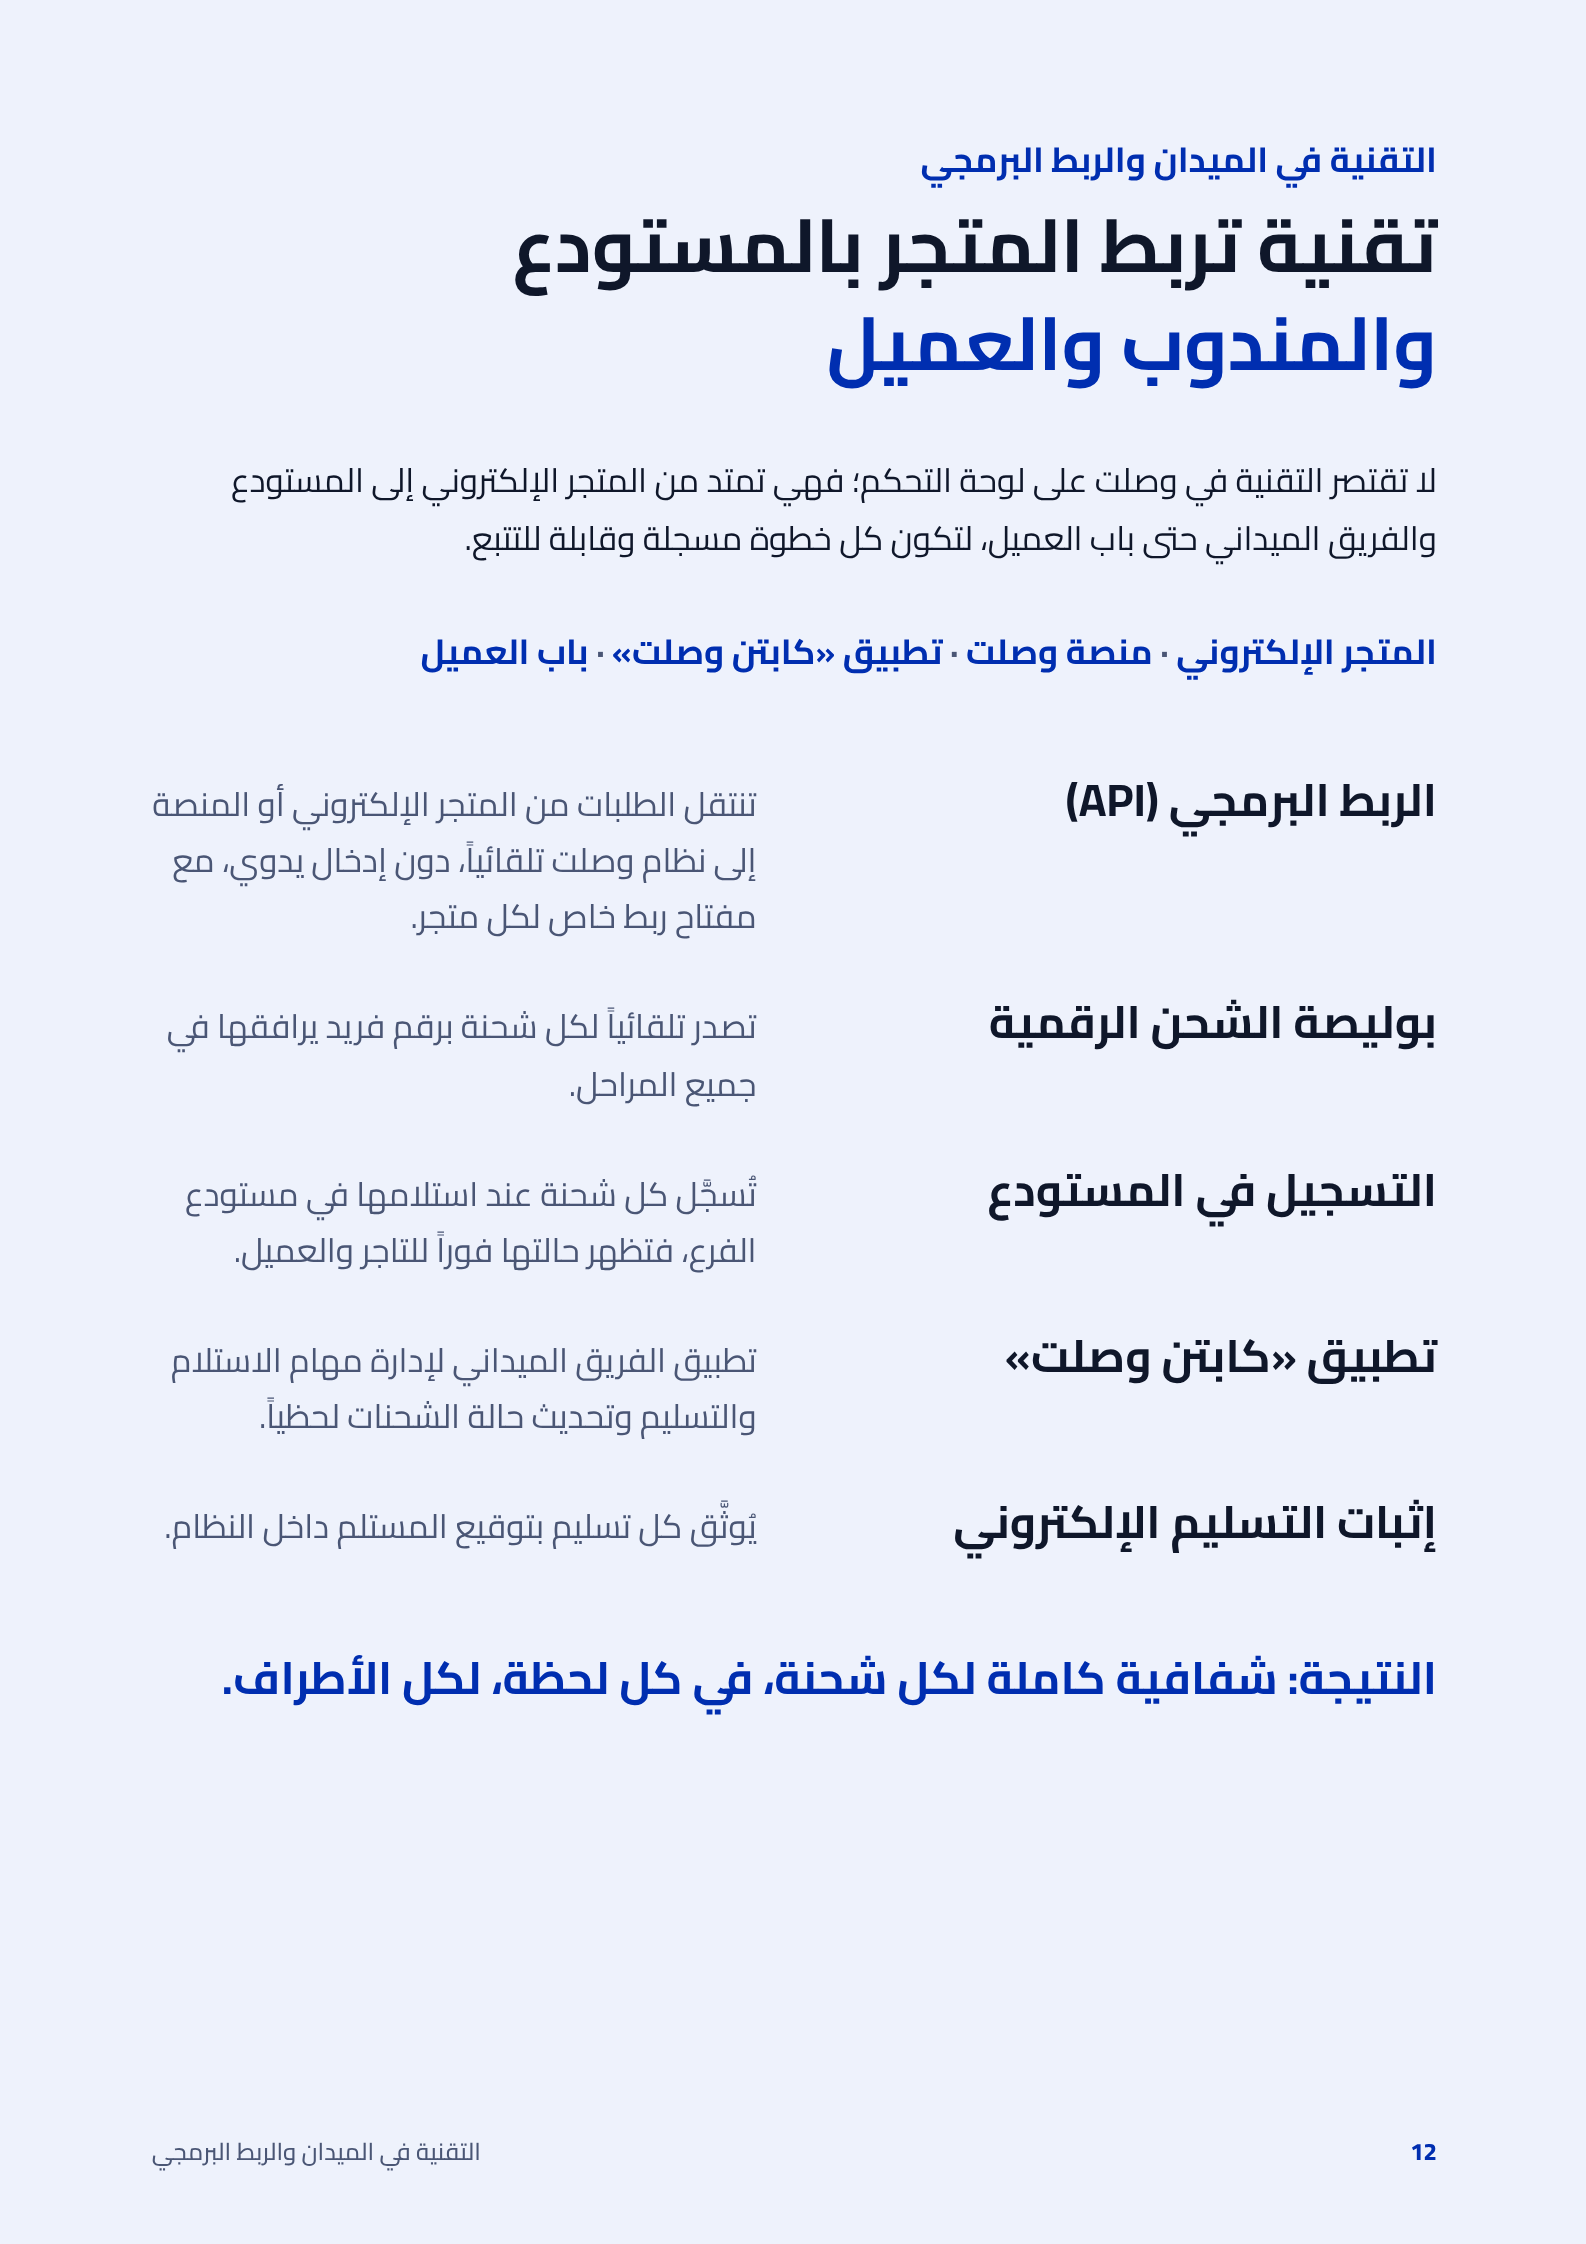 التقنية في الميدان والربط البرمجي
تقنية تربط المتجر بالمستودع
والمندوب والعميل
لا تقتصر التقنية في وصلت على لوحة التحكم؛ فهي تمتد من المتجر الإلكتروني إلى المستودع
والفريق الميداني حتى باب العميل، لتكون كل خطوة مسجلة وقابلة للتتبع.
المتجر الإلكتروني · منصة وصلت · تطبيق «كابتن وصلت» · باب العميل
الربط البرمجي (API)
تنتقل الطلبات من المتجر الإلكتروني أو المنصة
إلى نظام وصلت تلقائياً، دون إدخال يدوي، مع
مفتاح ربط خاص لكل متجر.
بوليصة الشحن الرقمية
تصدر تلقائياً لكل شحنة برقم فريد يرافقها في
جميع المراحل.
التسجيل في المستودع
تُسجَّل كل شحنة عند استلامها في مستودع
الفرع، فتظهر حالتها فوراً للتاجر والعميل.
تطبيق «كابتن وصلت»
تطبيق الفريق الميداني لإدارة مهام الاستلام
والتسليم وتحديث حالة الشحنات لحظياً.
إثبات التسليم الإلكتروني
يُوثَّق كل تسليم بتوقيع المستلم داخل النظام.
النتيجة: شفافية كاملة لكل شحنة، في كل لحظة، لكل الأطراف.
12
التقنية في الميدان والربط البرمجي